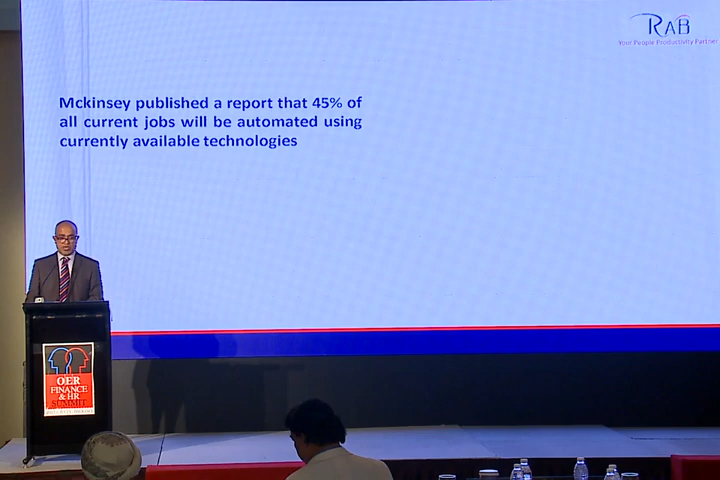 RAB
Your People Productivity Partner
Mckinsey published a report that 45% of
all current jobs will be automated using
currently available technologies
OER
FINANCE
& HR
SUMMIT